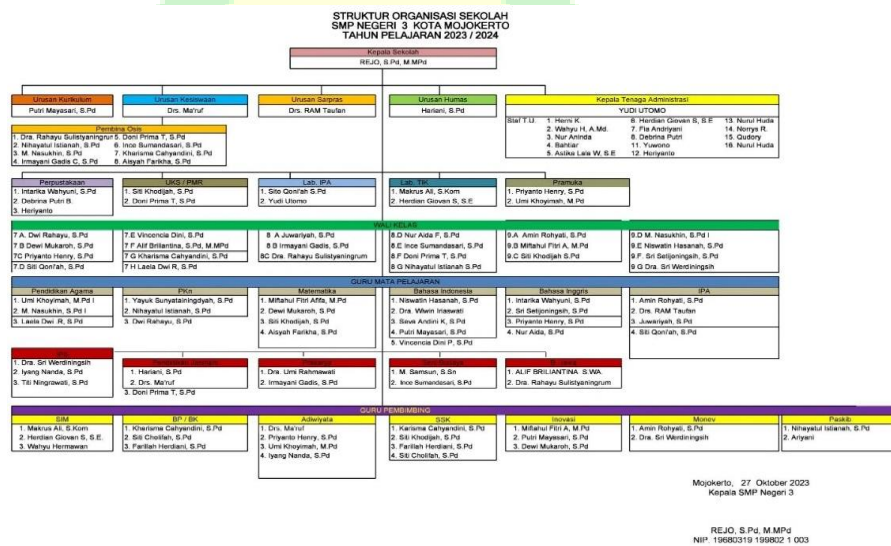 STRUKTUR ORGANISASI SEKOLAH
SMP NEGERI 3 KOTA MOJOKERTO
TAHUN PELAJARAN 2023 / 2024
Kepala Sekolah
REJO, S.Pd, M.MPd
Urusan Kurikulum
Putri Mayasari, S.Pd
Urusan Kesiswaan
Drs. Ma'ruf
Urusan Sarpras
Drs. RAM Taufan
Urusan Humas
Hariani, S.Pd
Kepala Tenaga Administrasi
YUDI UTOMO
Staf T.U.
1. Herni K.
2. Wahyu H, A.Md.
3. Nur Aninda
4. Bahtiar
5. Astika Lala W, S.E
6. Herdian Giovan S, S.E
7. Fla Andriyani
8. Debrina Putri
11. Yuwono
12. Heriyanto
13. Nurul Huda
14. Norrys R.
15. Gudory
16. Nurul Huda
Pembina Osis
1. Dra. Rahayu Sulistyaningrum
2. Nihayatul Istianah, S.Pd
3. M. Nasukhin, S.Pd
4. Irmayani Gadis C, S.Pd
5. Doni Prima T, S.Pd
6. Ince Sumandasari, S.Pd
7. Kharisma Cahyandini, S.Pd
8. Aisyah Farikha, S.Pd
Perpustakaan
1. Intarika Wahyuni, S.Pd
2. Debrina Putri B.
3. Heriyanto
UKS / PMR
1. Siti Khodijah, S.Pd
2. Doni Prima T, S.Pd
Lab. IPA
1. Sito Qoni'ah S.Pd
2. Yudi Utomo
Lab. TIK
1. Makrus Ali, S.Kom
2. Herdian Giovan S, S.E
Pramuka
1. Priyanto Henry, S.Pd
2. Umi Khoyimah, M.Pd
WALI KELAS
7 A. Dwi Rahayu, S.Pd
7 B Dewi Mukaroh, S.Pd
7C Priyanto Henry, S.Pd
7.D Siti Qoni'ah, S.Pd
7.E Vincencia Dini, S.Pd
7 F Alif Briliantina, S.Pd, M.MPd
7 G Kharisma Cahyandini, S.Pd
7 H Laela Dwi R, S.Pd
8 A Juwariyah, S.Pd
8 B Irmayani Gadis, S.Pd
8C Dra. Rahayu Sulistyaningrum
8.D Nur Aida F, S.Pd
8.E Ince Sumandasari, S.Pd
8.F Doni Prima T, S.Pd
8 G Nihayatul Istianah S.Pd
9.A Amin Rohyati, S.Pd
9.B Miftahul Fitri A, M.Pd
9.C Siti Khodijah S.Pd
9.D M. Nasukhin, S.Pd I
9.E Niswatin Hasanah, S.Pd
9.F. Sri Setijoningsih, S.Pd
9 G Dra. Sri Werdiningsih
GURU MATA PELAJARAN
Pendidikan Agama
1. Umi Khoyimah, M.Pd I
2. M. Nasukhin, S.Pd I
3. Laela Dwi .R, S.Pd
PKn
1. Yayuk Sunyatainingdyah, S.Pd
2. Nihayatul Istianah, S.Pd
3. Dwi Rahayu, S.Pd
Matematika
1. Miftahul Fitri Afifa, M.Pd
2. Dewi Mukaroh, S.Pd
3. Siti Khodijah, S.Pd
4. Aisyah Farikha, S.Pd
Bahasa Indonesia
1. Niswatin Hasanah, S.Pd
2. Dra. Wiwin Iriaswati
3. Seva Andini K, S.Pd
4. Putri Mayasari, S.Pd
5. Vincencia Dini P, S.Pd
Bahasa Inggris
1. Intarika Wahyuni, S.Pd
2. Sri Setijoningsih, S.Pd
3. Priyanto Henry, S.Pd
4. Nur Aida, S.Pd
IPA
1. Amin Rohyati, S.Pd
2. Drs. RAM Taufan
3. Juwariyah, S.Pd
4. Siti Qoni'ah, S.Pd
IPS
1. Dra. Sri Werdiningsih
2. Iyang Nanda, S.Pd
3. Titi Ningrawati, S.Pd
1. Hariani, S.Pd
2. Drs. Ma'ruf
3. Doni Prima T, S.Pd
Prakarya
1. Dra. Umi Rahmawati
2. Irmayani Gadis, S.Pd
Seni Budaya
1. M. Samsun, S.Sn
2. Ince Sumendasari, S.Pd
1. ALIF BRILIANTINA .S.WA.
2. Dra. Rahayu Sulistyaningrum
GURU PEMBIMBING
SIM
1. Makrus Ali, S.Kom
2. Herdian Giovan S, S.E.
3. Wahyu Hermawan
BP / BK
1. Kherisma Cahyandini, S.Pd
2. Siti Cholifah, S.Pd
3. Farillah Herdiani, S.Pd
Adiwiyata
1. Drs. Ma'ruf
2. Priyanto Henry, S.Pd
3. Umi Khoyimah, M.Pd
4. Iyang Nanda, S.Pd
SSK
1. Karisma Cahyandini, S.Pd
2. Siti Khodijah, S.Pd
3. Farillah Herdiani, S.Pd
4. Siti Cholifah, S.Pd
Inovasi
1. Miftahul Fitri A, M.Pd
2. Putri Mayasari, S.Pd
3. Dewi Mukaroh, S.Pd
Monev
1. Amin Rohyati, S.Pd
2. Dra. Sri Werdiningsih
Paskib
1. Nihayatul Istianah, S.Pd
2. Ariyani
Mojokerto, 27 Oktober 2023
Kepala SMP Negeri 3
REJO, S.Pd, M.MPd
NIP. 19680319 199802 1 003